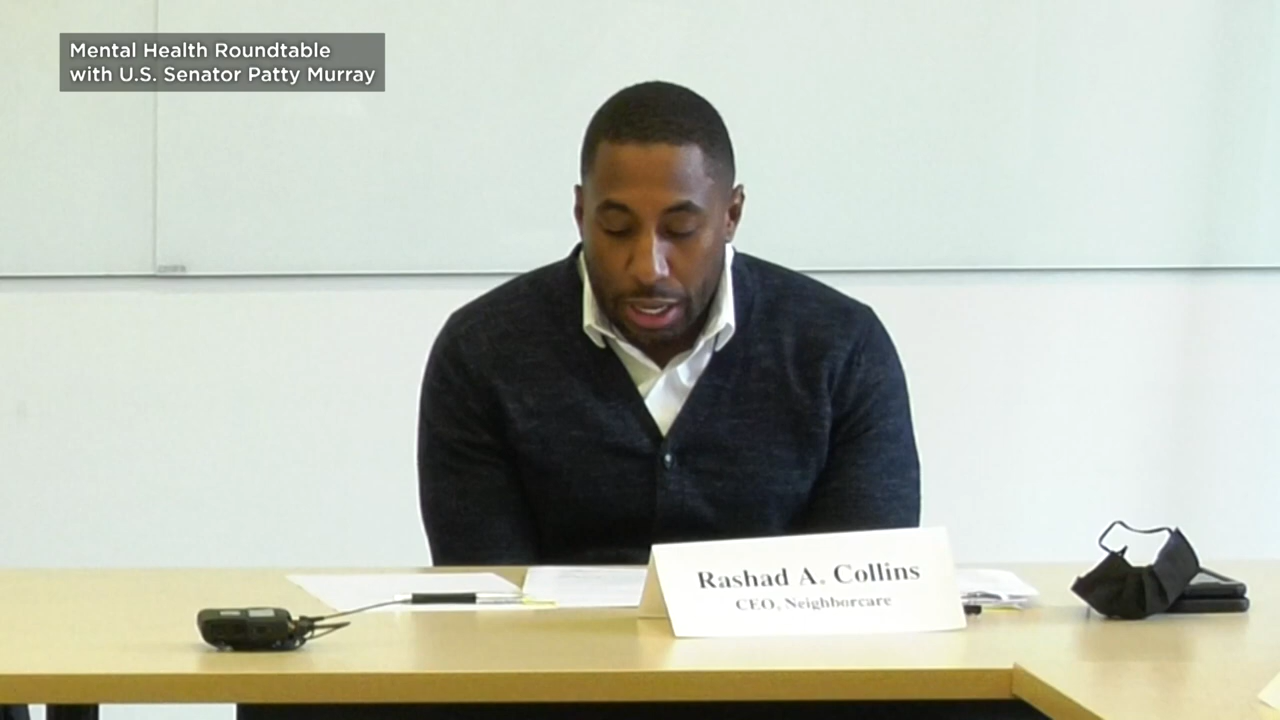 Mental Health Roundtable
with U.S. Senator Patty Murray
Rashad A. Collins
CEO, Neighborcare